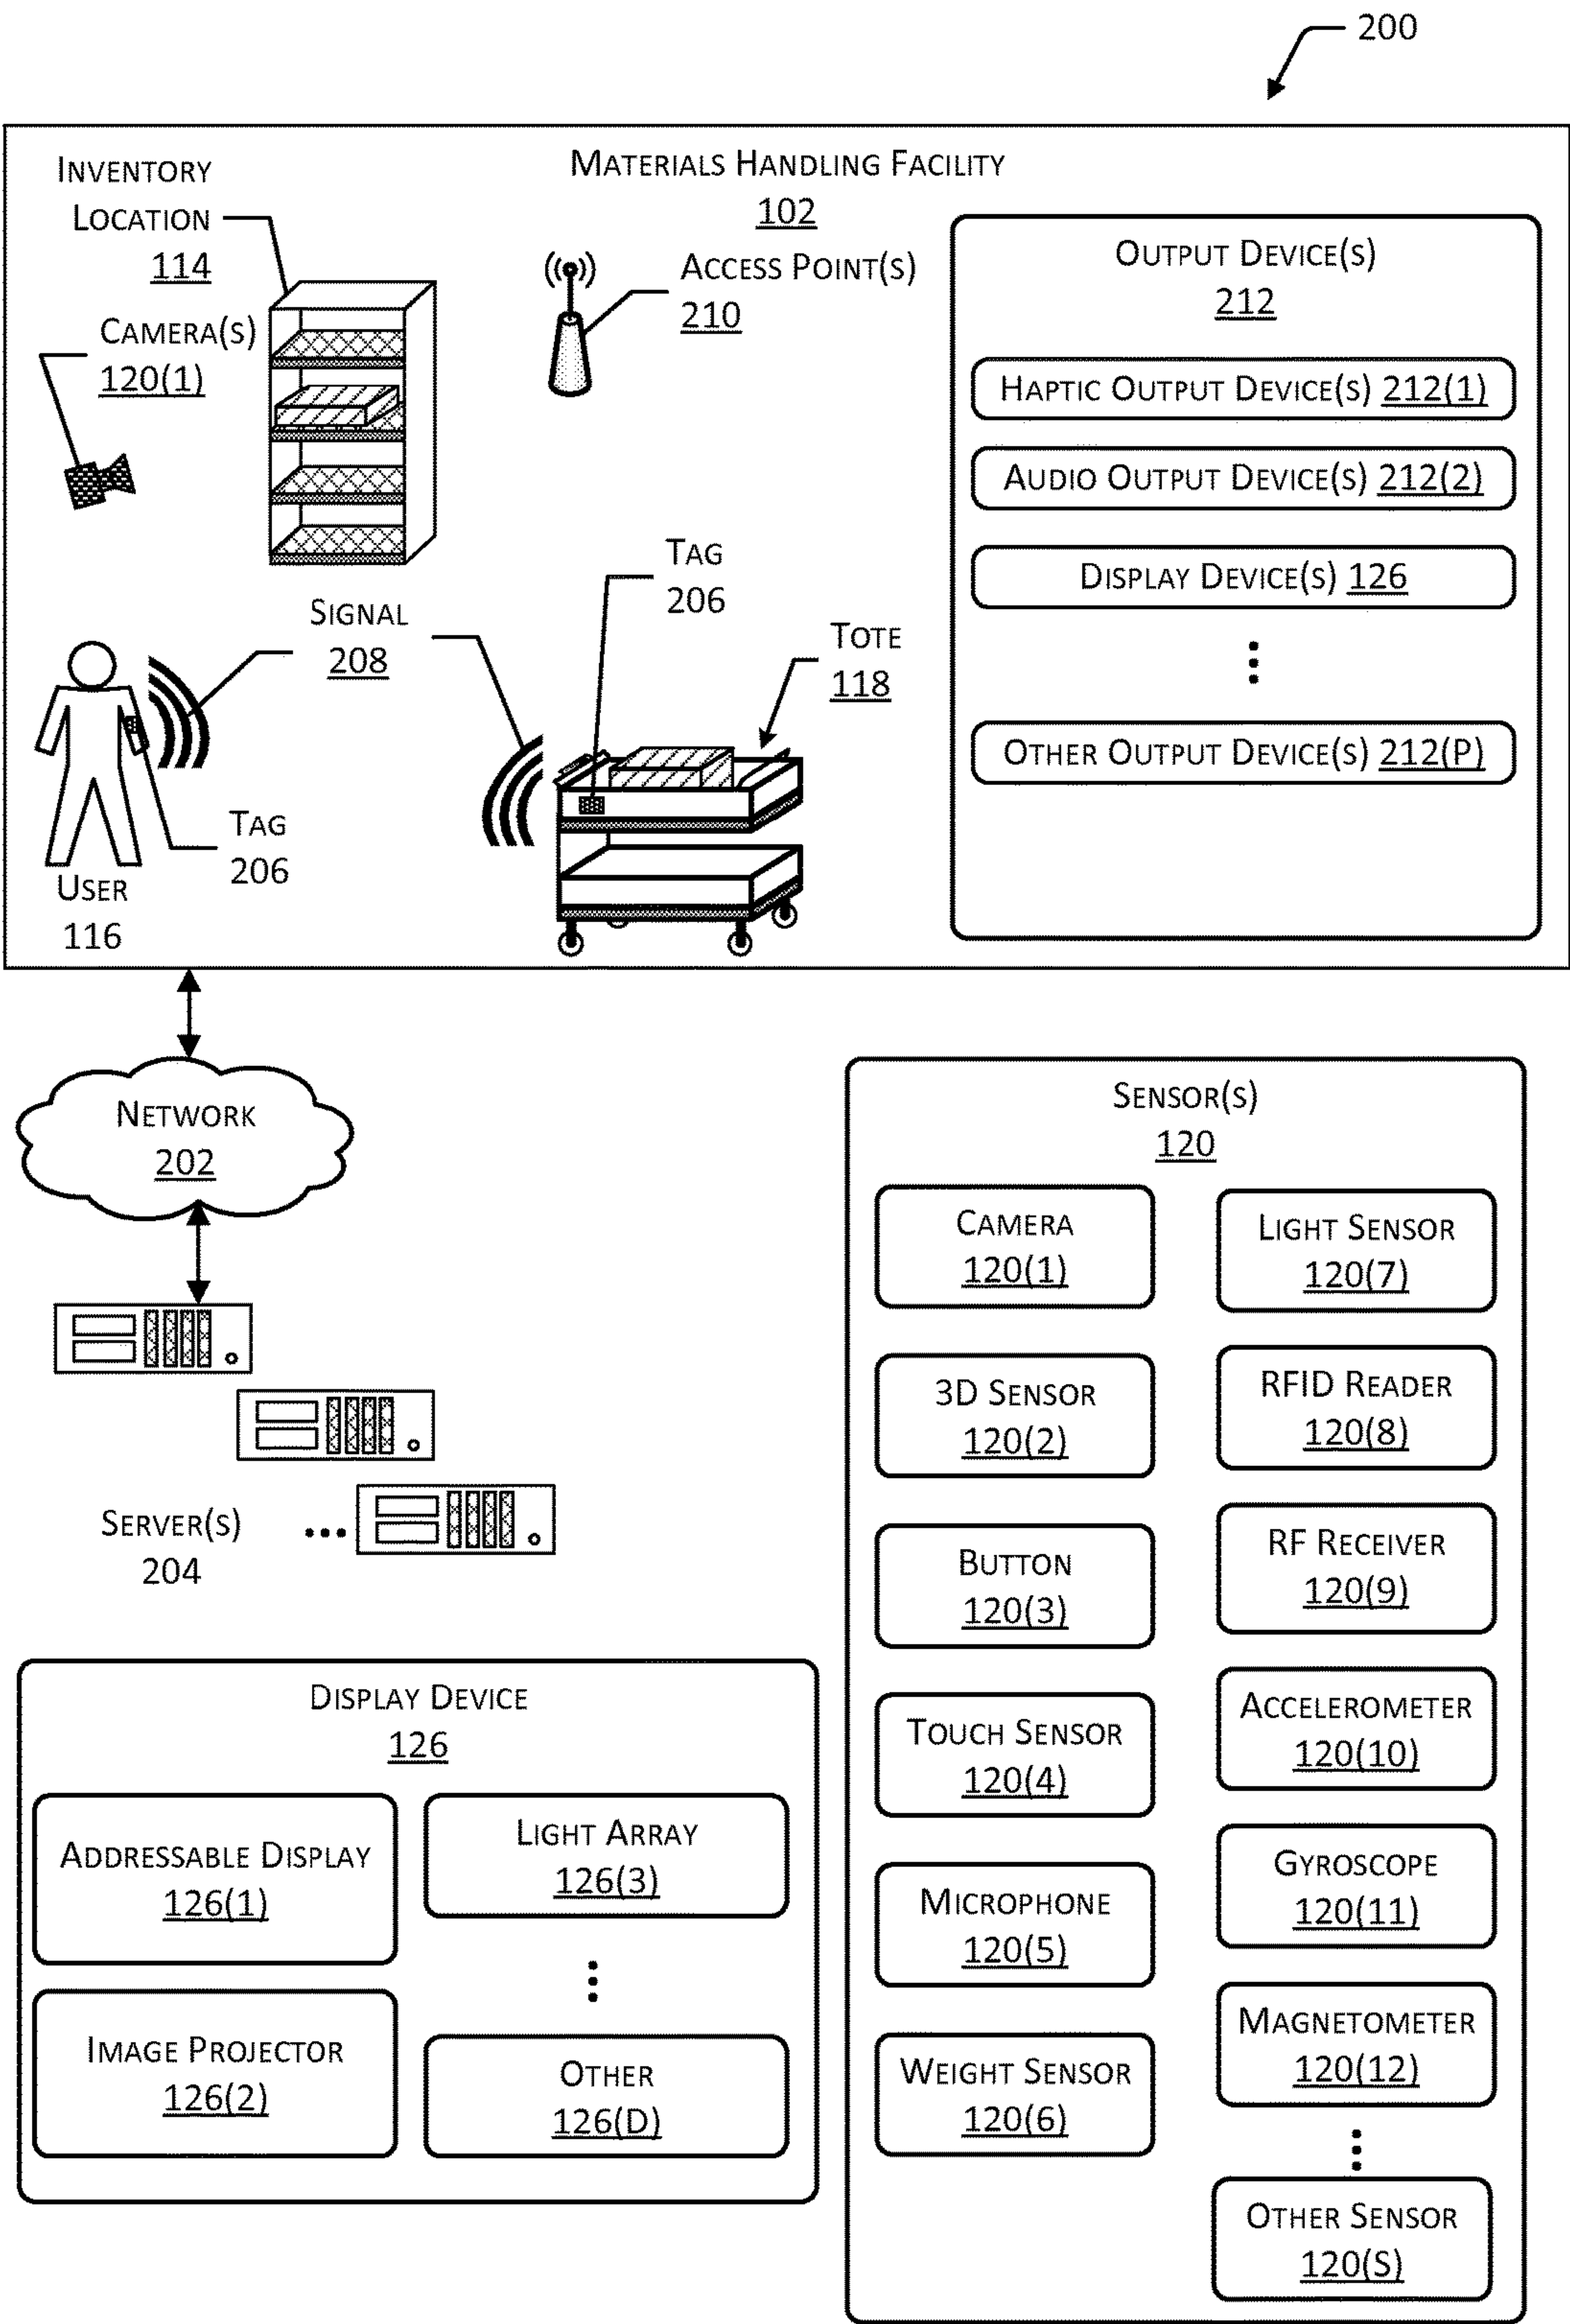 200
INVENTORY
LOCATION
114
MATERIALS HANDLING FACILITY
102
CAMERA(S)
120(1)
ACCESS POINT(S)
210
OUTPUT DEVICE(S)
212
HAPTIC OUTPUT DEVICE(S) 212(1)
AUDIO OUTPUT DEVICE(S) 212(2)
DISPLAY DEVICE(S) 126
OTHER OUTPUT DEVICE(S) 212(P)
TAG
206
SIGNAL
208
TOTE
118
TAG
206
USER
116
NETWORK
202
SERVER(S)
204
DISPLAY DEVICE
126
ADDRESSABLE DISPLAY
126(1)
IMAGE PROJECTOR
126(2)
LIGHT ARRAY
126(3)
OTHER
126(D)
SENSOR(S)
120
CAMERA
120(1)
3D SENSOR
120(2)
BUTTON
120(3)
TOUCH SENSOR
120(4)
MICROPHONE
120(5)
WEIGHT SENSOR
120(6)
LIGHT SENSOR
120(7)
RFID READER
120(8)
RF RECEIVER
120(9)
ACCELEROMETER
120(10)
GYROSCOPE
120(11)
MAGNETOMETER
120(12)
OTHER SENSOR
120(S)